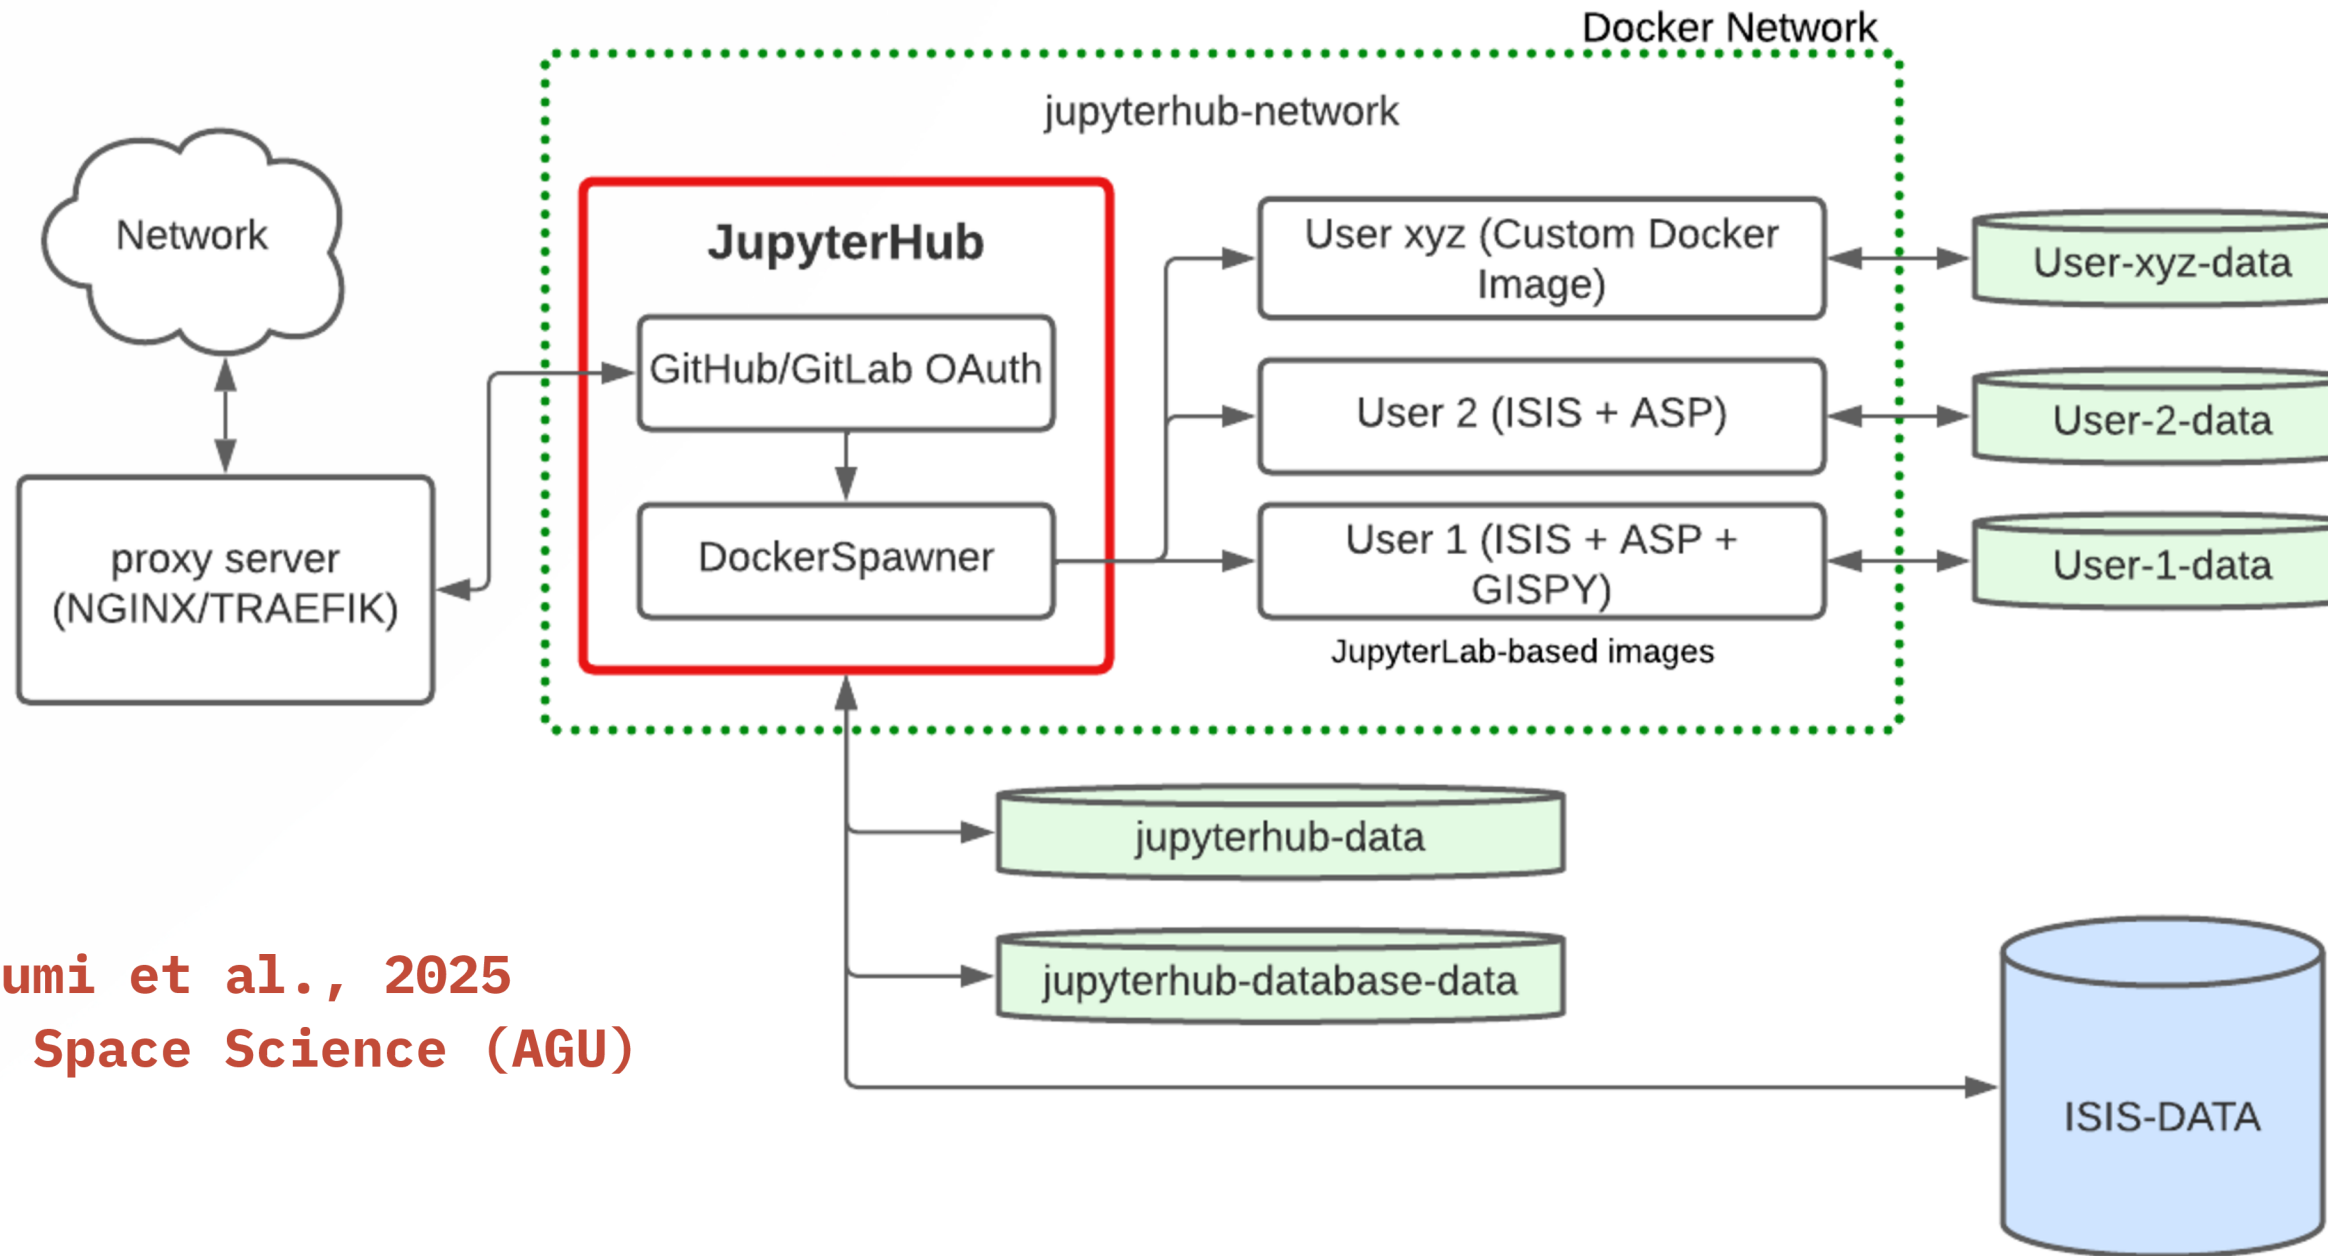 Docker Network
jupyterhub-network
Network
JupyterHub
GitHub/GitLab OAuth
DockerSpawner
proxy server
(NGINX/TRAEFIK)
User xyz (Custom Docker
Image)
User 2 (ISIS + ASP)
User 1 (ISIS + ASP +
GISPY)
JupyterLab-based images
User-xyz-data
User-2-data
User-1-data
jupyterhub-data
jupyterhub-database-data
ISIS-DATA
et al., 2025
Space Science (AGU)